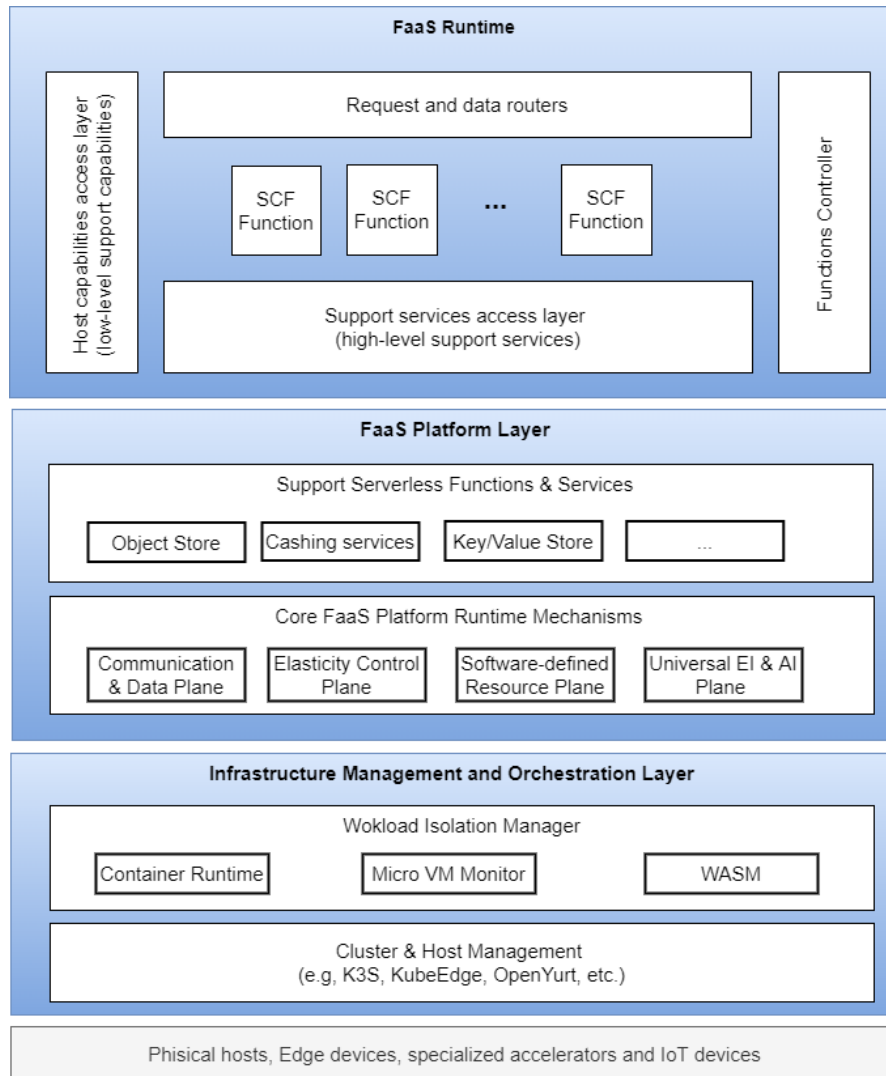 FaaS Runtime
Host capabilities access layer
(low-level support capabilities)
Request and data routers
SCF
Function
SCF
Function
...
SCF
Function
Support services access layer
(high-level support services)
Functions Controller
FaaS Platform Layer
Support Serverless Functions & Services
Object Store
Cashing services
Key/Value Store
...
Core FaaS Platform Runtime Mechanisms
Communication
& Data Plane
Elasticity Control
Plane
Software-defined
Resource Plane
Universal EI & AI
Plane
Infrastructure Management and Orchestration Layer
Wokload Isolation Manager
Container Runtime
Micro VM Monitor
WASM
Cluster & Host Management
(e.g, K3S, KubeEdge, OpenYurt, etc.)
Phisical hosts, Edge devices, specialized accelerators and IoT devices